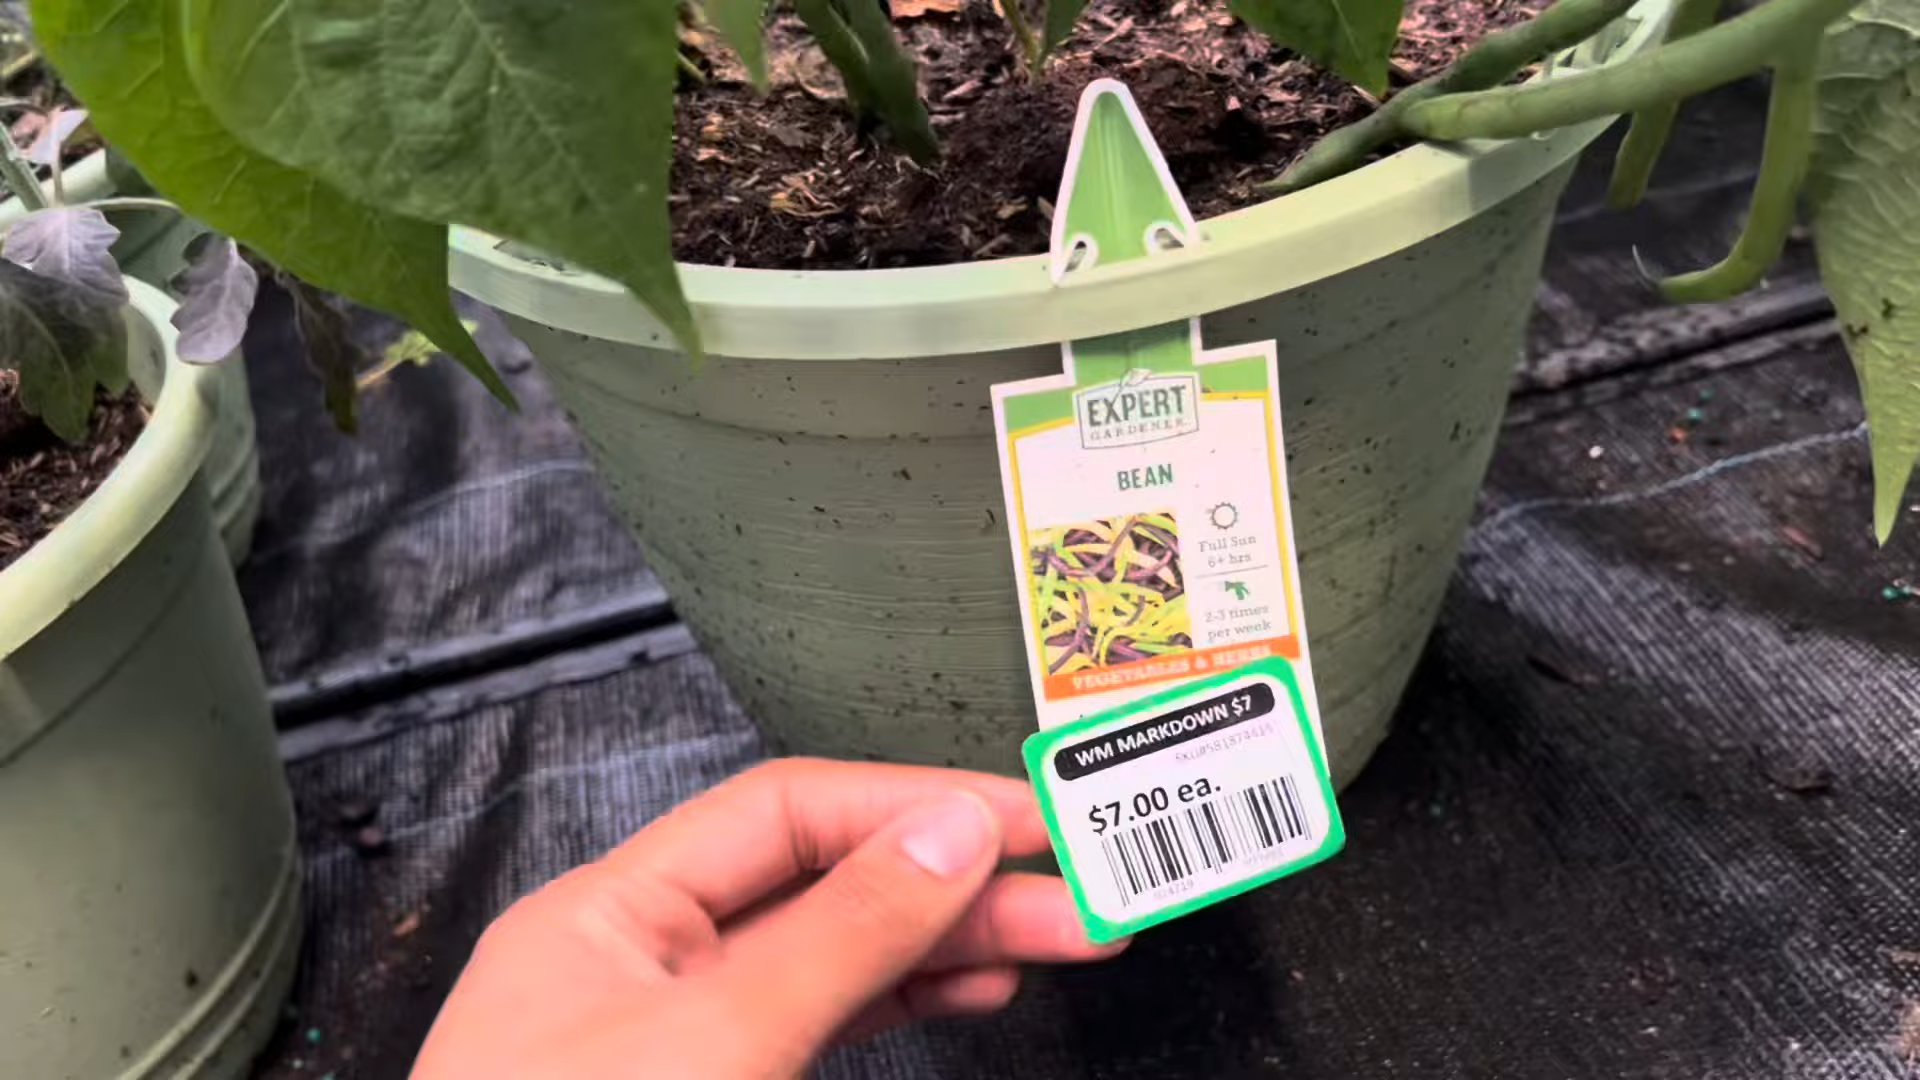 EXPERT
GARDENER
BEAN
Full Sun
6+ hrs
2-3 times
per week
VEGETABLES & HERBS
WM MARKDOWN $7
$7.00 ea.